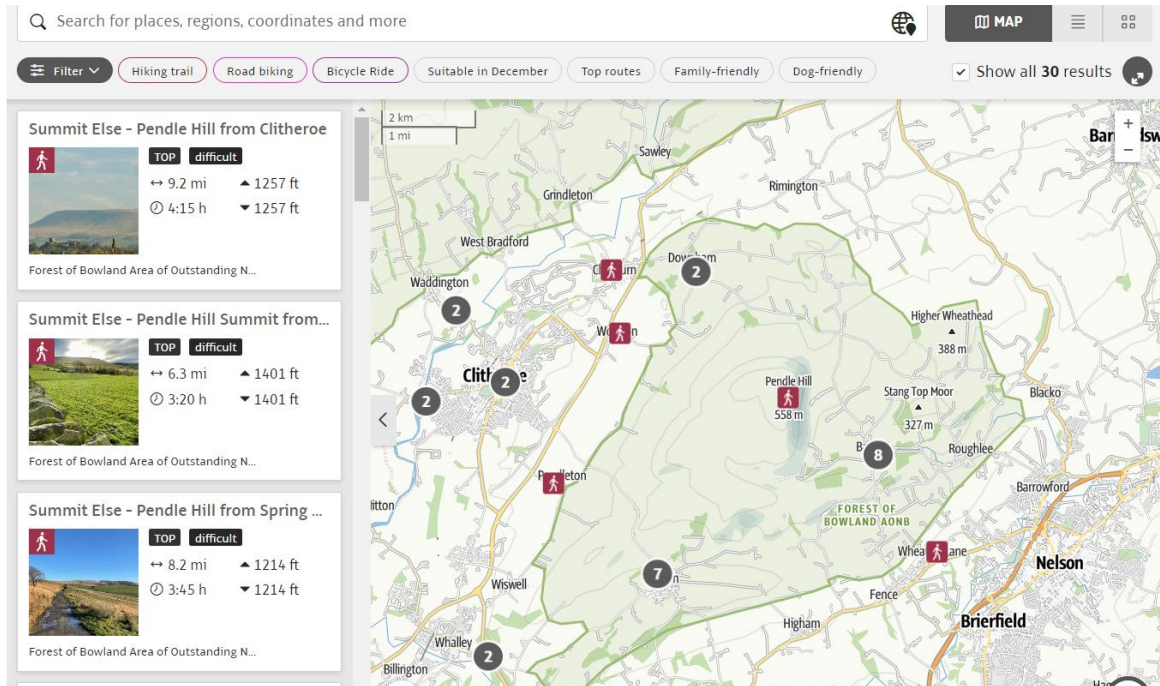 Search for places, regions, coordinates and more
MAP
Filter
Hiking trail
Road biking
Bicycle Ride
Suitable in December
Top routes
Family-friendly
Dog-friendly
Show all 30 results
Summit Else - Pendle Hill from Clitheroe
TOP difficult
9.2 mi 1257 ft
4:15 h 1257 ft
Forest of Bowland Area of Outstanding N...
Summit Else - Pendle Hill Summit from...
TOP difficult
6.3 mi 1401 ft
3:20 h 1401 ft
Forest of Bowland Area of Outstanding N...
Summit Else - Pendle Hill from Spring ...
TOP difficult
8.2 mi 1214 ft
3:45 h 1214 ft
Forest of Bowland Area of Outstanding N...
2 km
1 mi
+
−
Sawley
Rimington
Grindleton
West Bradford
Waddington
2
2
2
2
Higher Wheathead
388 m
Pendle Hill
558 m
Stang Top Moor
327 m
Blacko
8
Roughlee
Barrowford
FOREST OF
BOWLAND AONB
Nelson
7
Wiswell
Fence
Higham
Brierfield
Whalley
2
Billington